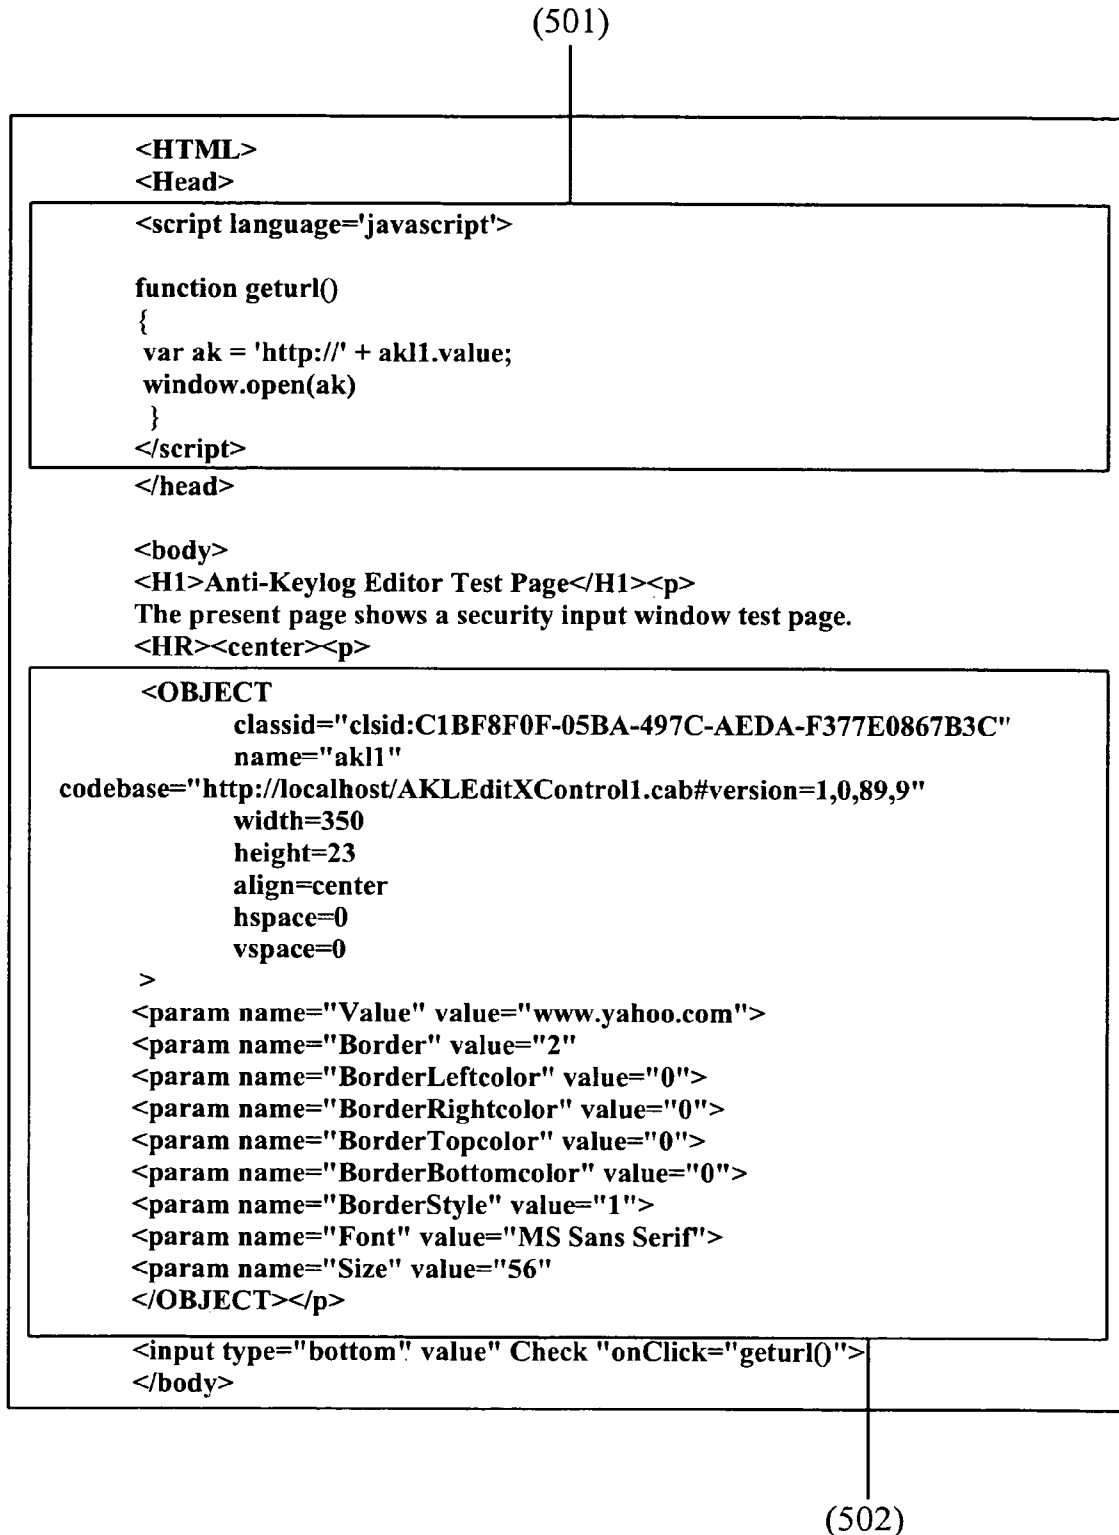 (501)
<HTML>
<Head>
<script language='javascript'>
function geturl()
{
var ak = 'http://' + akl1.value;
window.open(ak)
}
</script>
</head>
<body>
<H1>Anti-Keylog Editor Test Page</H1><p>
The present page shows a security input window test page.
<HR><center><p>
<OBJECT
classid="clsid:C1BF8F0F-05BA-497C-AEDA-F377E0867B3C"
name="akl1"
codebase="http://localhost/AKLEditXControl1.cab#version=1,0,89,9"
width=350
height=23
align=center
hspace=0
vspace=0
>
<param name="Value" value="www.yahoo.com">
<param name="Border" value="2"
<param name="BorderLeftcolor" value="0">
<param name="BorderRightcolor" value="0">
<param name="BorderTopcolor" value="0">
<param name="BorderBottomcolor" value="0">
<param name="BorderStyle" value="1">
<param name="Font" value="MS Sans Serif">
<param name="Size" value="56"
</OBJECT></p>
<input type="bottom" value" Check "onClick="geturl()">
</body>
(502)